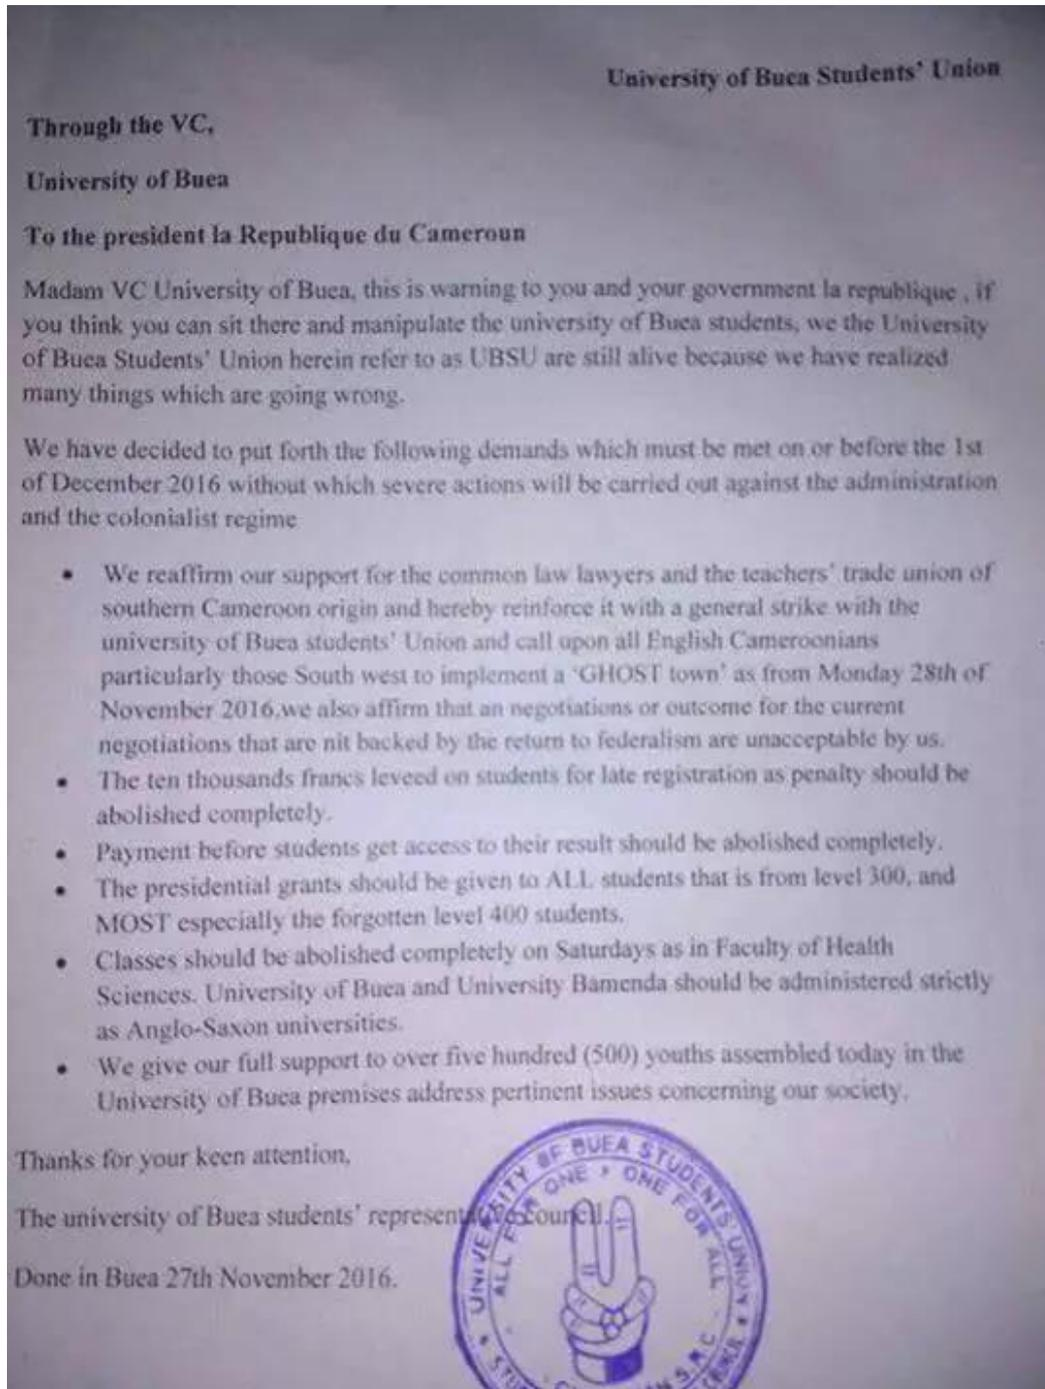 University of Buea Students' Union
Through the VC,
University of Buea
To the president la Republique du Cameroun
Madam VC University of Buea, this is warning to you and your government la republique , if
you think you can sit there and manipulate the university of Buea students, we the University
of Buea Students' Union herein refer to as UBSU are still alive because we have realized
many things which are going wrong.
We have decided to put forth the following demands which must be met on or before the 1st
of December 2016 without which severe actions will be carried out against the administration
and the colonialist regime
• We reaffirm our support for the common law lawyers and the teachers' trade union of
southern Cameroon origin and hereby reinforce it with a general strike with the
university of Buea students' Union and call upon all English Cameroonians
particularly those South west to implement a 'GHOST town' as from Monday 28th of
November 2016,we also affirm that an negotiations or outcome for the current
negotiations that are nit backed by the return to federalism are unacceptable by us.
• The ten thousands francs leveed on students for late registration as penalty should be
abolished completely.
• Payment before students get access to their result should be abolished completely.
• The presidential grants should be given to ALL students that is from level 300, and
MOST especially the forgotten level 400 students.
• Classes should be abolished completely on Saturdays as in Faculty of Health
Sciences. University of Buea and University Bamenda should be administered strictly
as Anglo-Saxon universities.
• We give our full support to over five hundred (500) youths assembled today in the
University of Buea premises address pertinent issues concerning our society.
Thanks for your keen attention,
The university of Buea students' representative council.
Done in Buea 27th November 2016.
UNIVERSITY OF BUEA STUDENTS' UNION
ALL FOR ONE • ONE FOR ALL
S.R.C